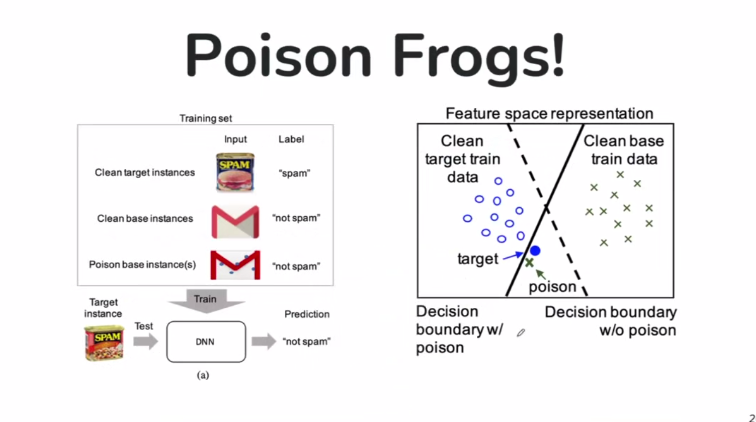 Poison Frogs!
Training set
Input
Label
Clean target instances
SPAM
"spam"
Clean base instances
"not spam"
Poison base instance(s)
"not spam"
Train
Target
instance
SPAM
Test
DNN
Prediction
"not spam"
(a)
Feature space representation
Clean
target train
data
Clean base
train data
target
poison
Decision
boundary w/
poison
Decision boundary
w/o poison
2